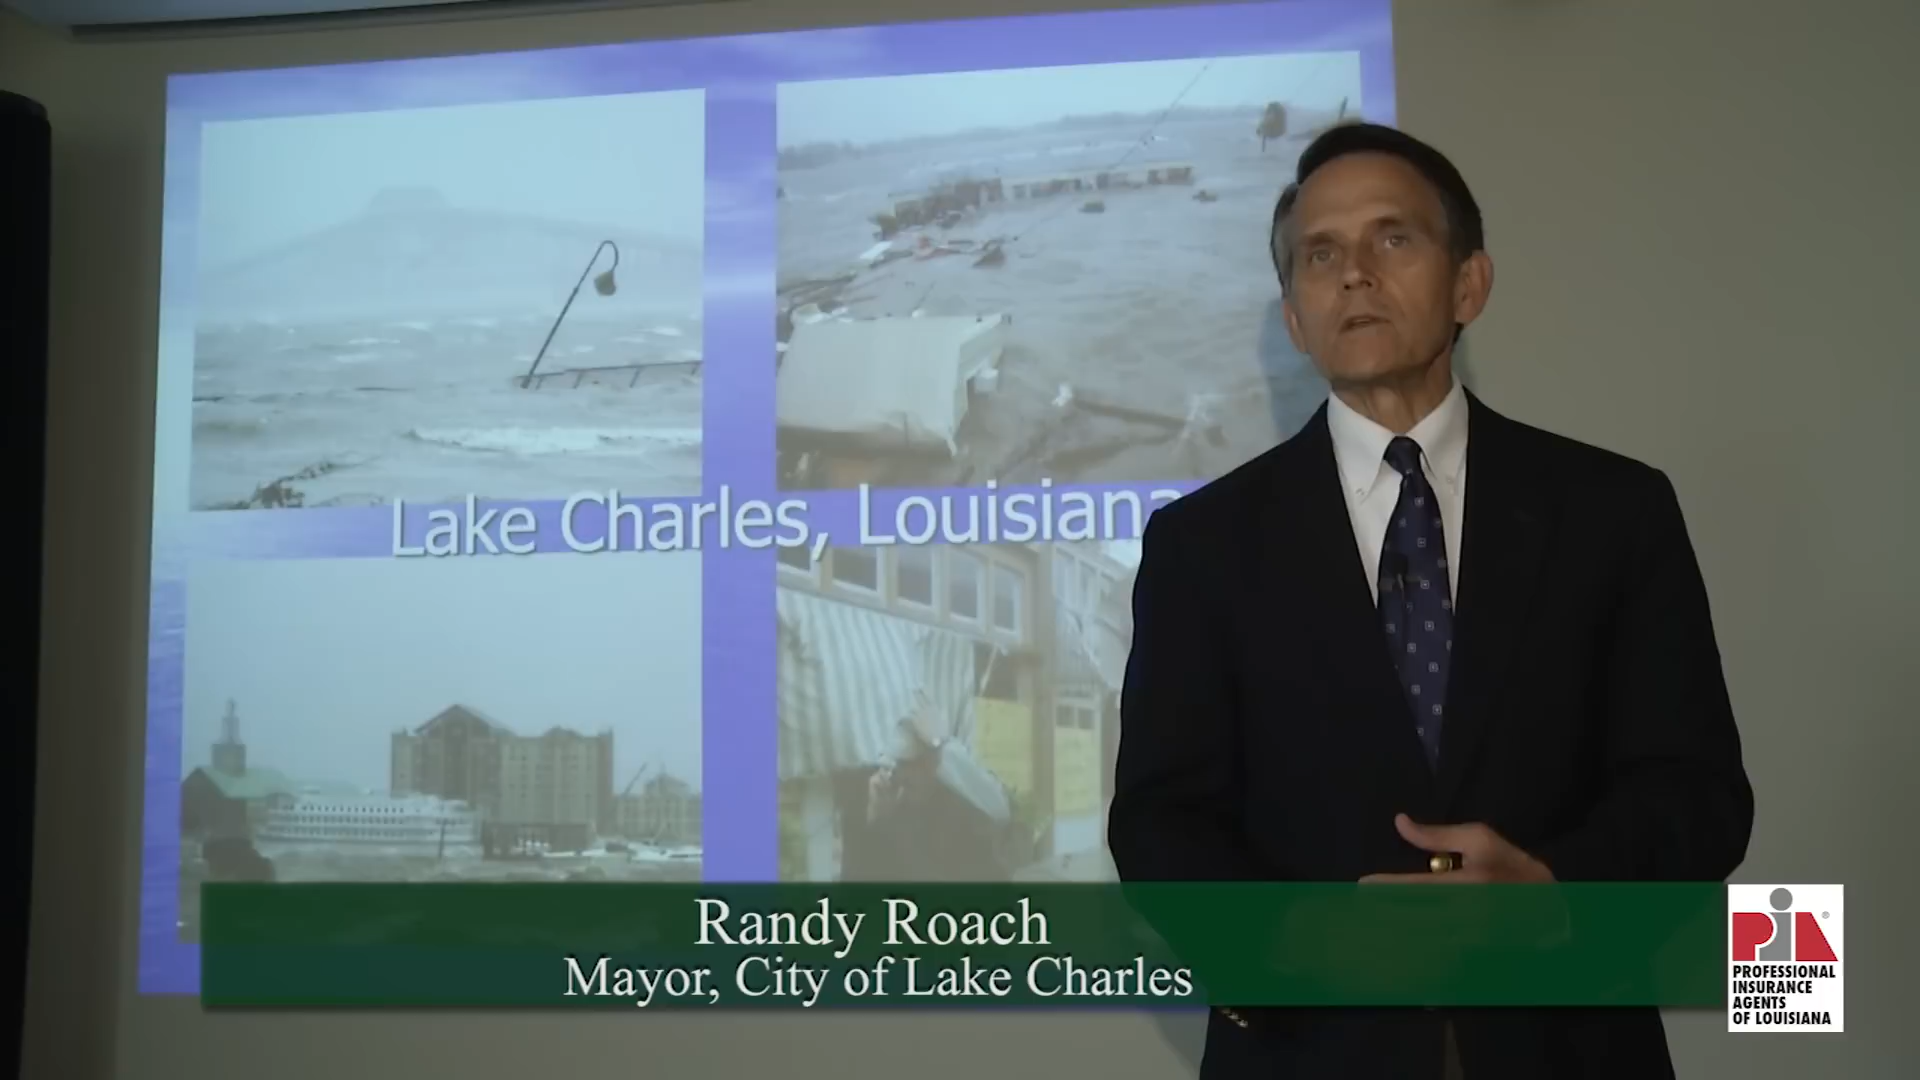 Lake Charles, Louisiana
Randy Roach
Mayor, City of Lake Charles
PIA®
PROFESSIONAL
INSURANCE
AGENTS
OF LOUISIANA